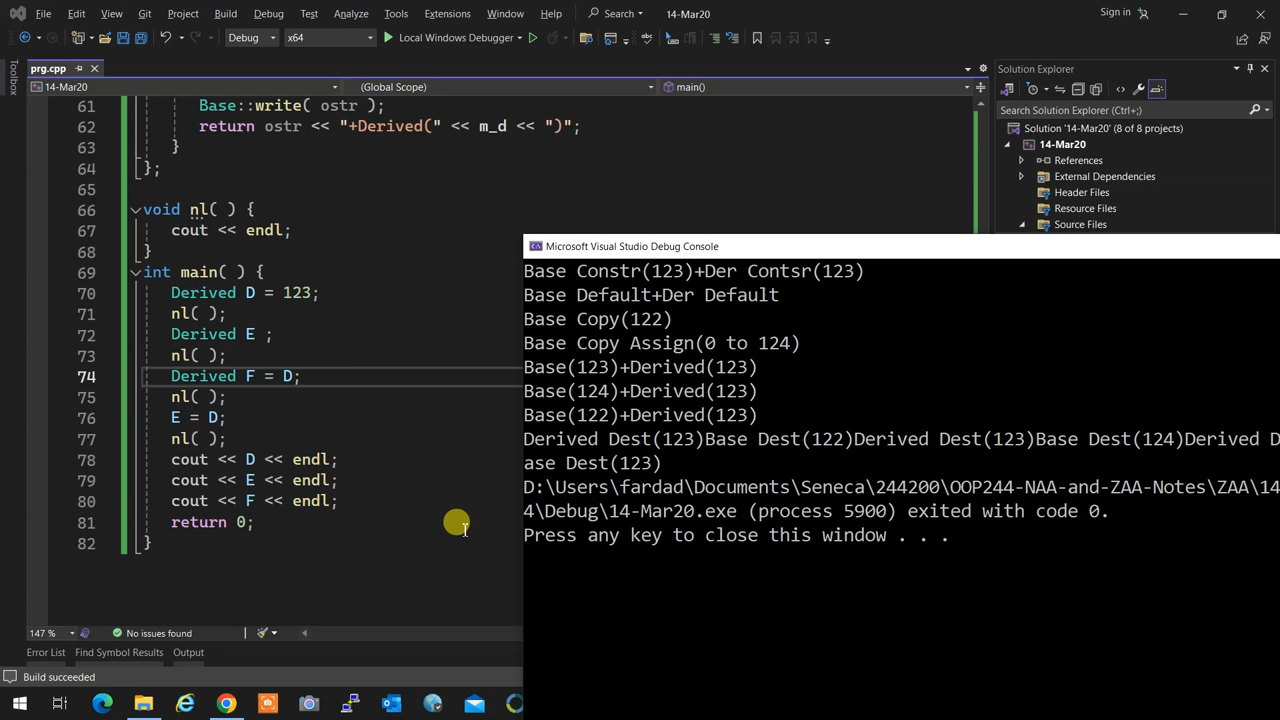 File Edit View Git Project Build Debug Test Analyze Tools Extensions Window Help Search 14-Mar20 Sign in
Debug x64 Local Windows Debugger
Toolbox
prg.cpp
14-Mar20 (Global Scope) main()
61 Base::write( ostr );
62 return ostr << "+Derived(" << m_d << ")";
63 }
64 };
65
66 void nl( ) {
67 cout << endl;
68 }
69 int main( ) {
70 Derived D = 123;
71 nl( );
72 Derived E ;
73 nl( );
74 Derived F = D;
75 nl( );
76 E = D;
77 nl( );
78 cout << D << endl;
79 cout << E << endl;
80 cout << F << endl;
81 return 0;
82 }
147 % No issues found
Error List Find Symbol Results Output
Build succeeded
Solution Explorer
Search Solution Explorer (Ctrl+;)
Solution '14-Mar20' (8 of 8 projects)
14-Mar20
References
External Dependencies
Header Files
Resource Files
Source Files
Microsoft Visual Studio Debug Console
Base Constr(123)+Der Contsr(123)
Base Default+Der Default
Base Copy(122)
Base Copy Assign(0 to 124)
Base(123)+Derived(123)
Base(124)+Derived(123)
Base(122)+Derived(123)
Derived Dest(123)Base Dest(122)Derived Dest(123)Base Dest(124)Derived D
ase Dest(123)
D:\Users\fardad\Documents\Seneca\244200\OOP244-NAA-and-ZAA-Notes\ZAA\14
4\Debug\14-Mar20.exe (process 5900) exited with code 0.
Press any key to close this window . . .